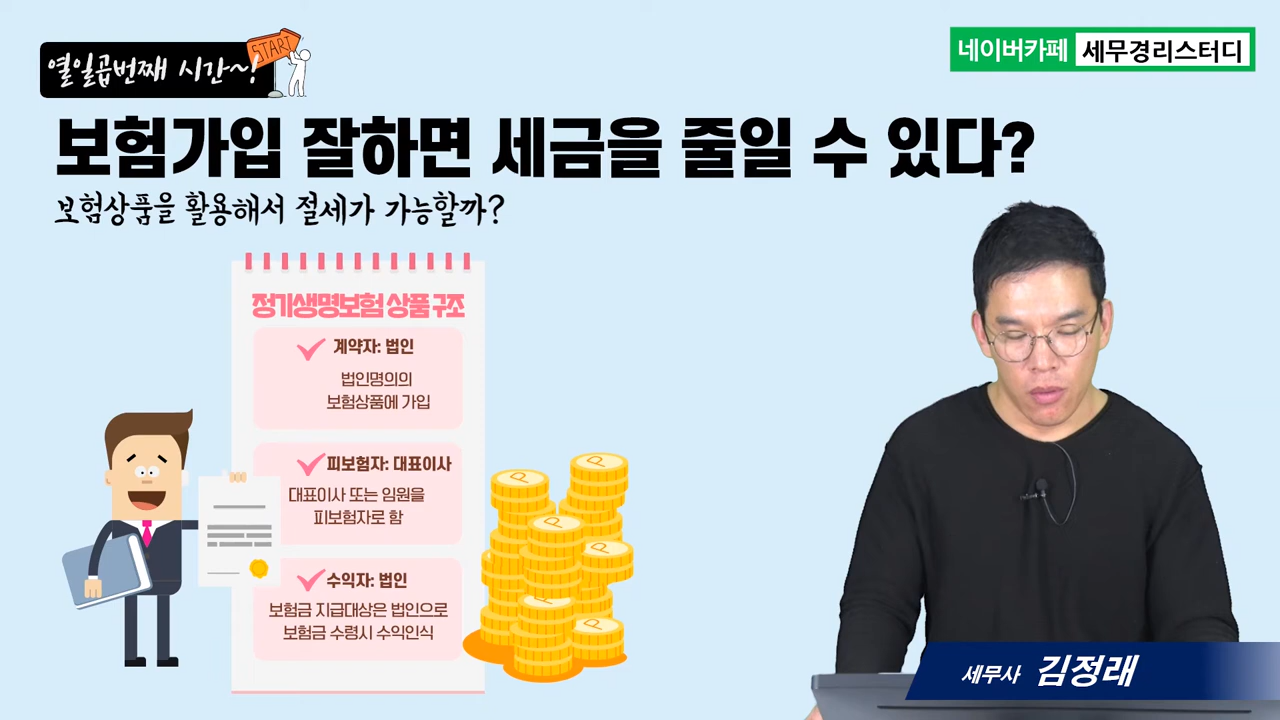 열일곱번째 시간~!
START
네이버카페 세무경리스터디
보험가입 잘하면 세금을 줄일 수 있다?
보험상품을 활용해서 절세가 가능할까?
정기생명보험 상품 구조
계약자: 법인
법인명의의
보험상품에 가입
피보험자: 대표이사
대표이사 또는 임원을
피보험자로 함
수익자: 법인
보험금 지급대상은 법인으로
보험금 수령시 수익인식
P
P
P
P
P
P
세무사 김정래